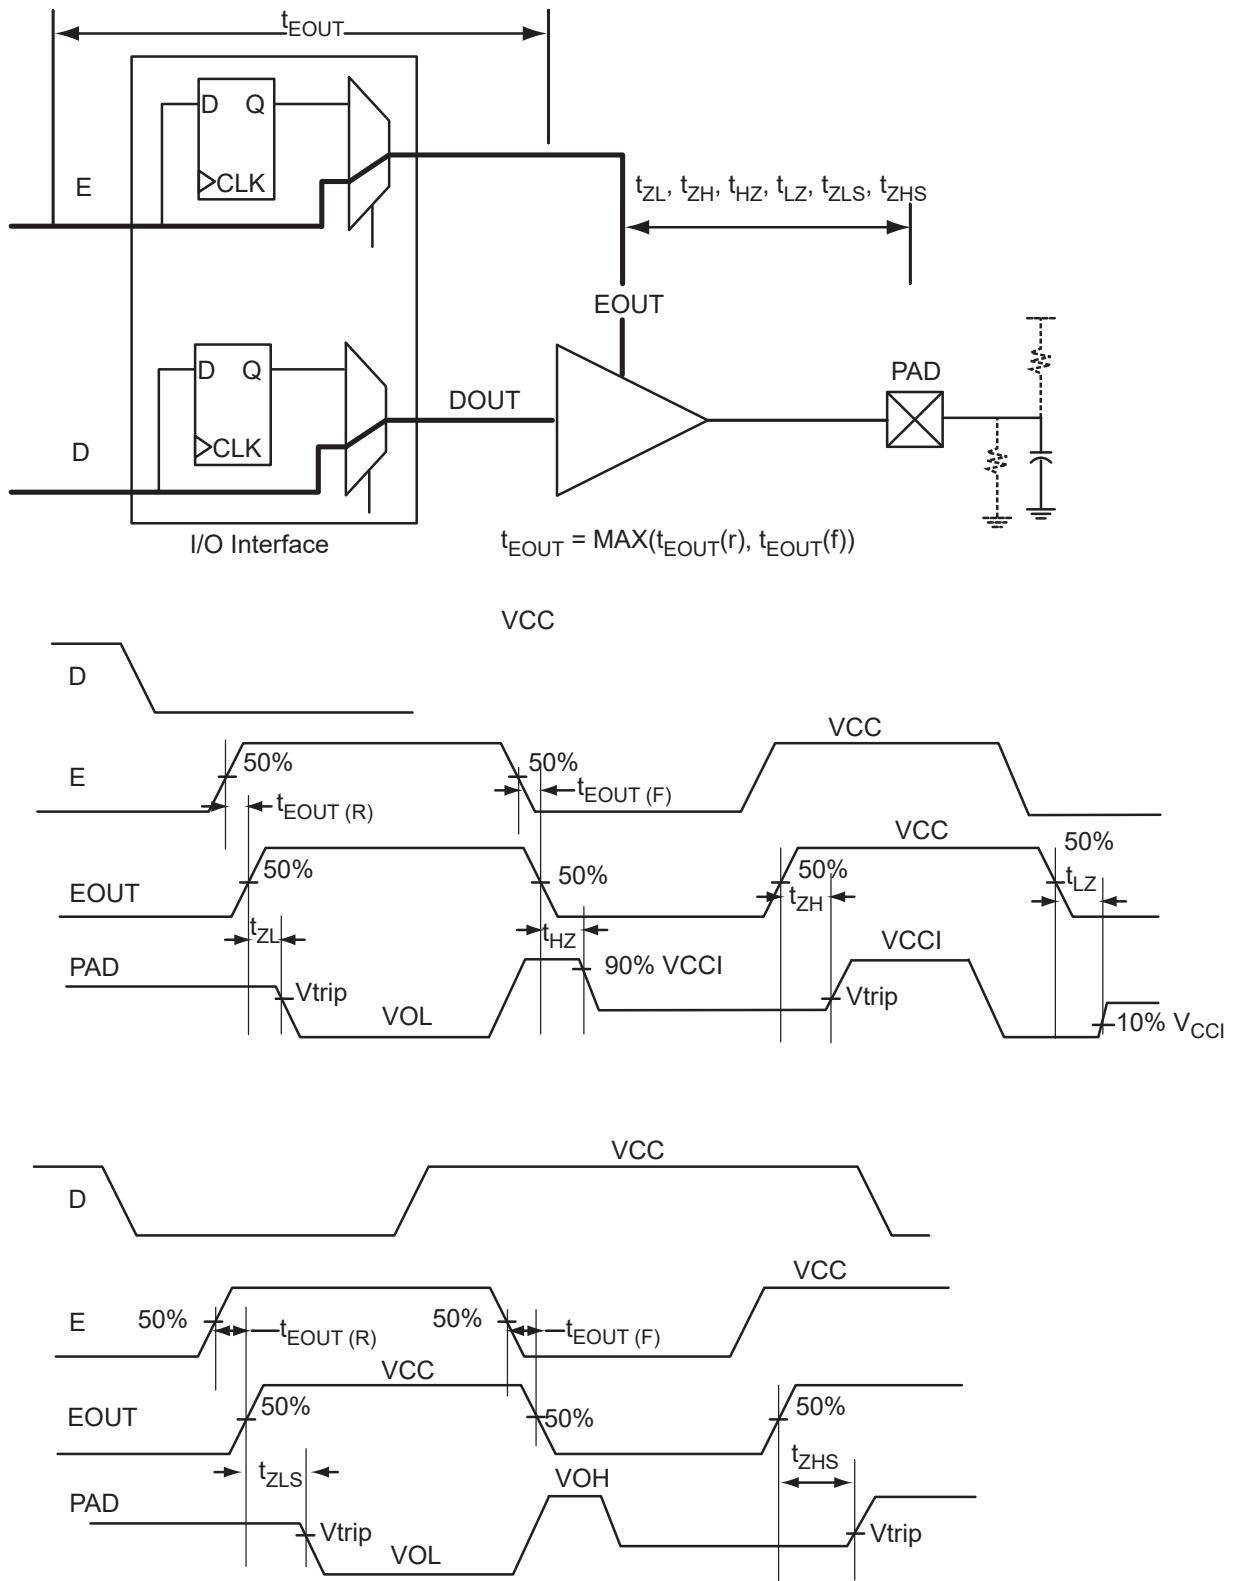 tEOUT
D Q
CLK
E
tZL, tZH, tHZ, tLZ, tZLS, tZHS
EOUT
D Q
CLK
D
DOUT
PAD
I/O Interface
tEOUT = MAX(tEOUT(r), tEOUT(f))
VCC
D
VCC
E
50%
50%
tEOUT (R)
tEOUT (F)
VCC
50%
EOUT
50%
50%
50%
tZL
tHZ
tZH
tLZ
PAD
VCCI
90% VCCI
Vtrip
Vtrip
VOL
10% VCCI
VCC
D
VCC
E
50%
50%
tEOUT (R)
tEOUT (F)
VCC
EOUT
50%
50%
50%
tZLS
VOH
tZHS
PAD
Vtrip
Vtrip
VOL